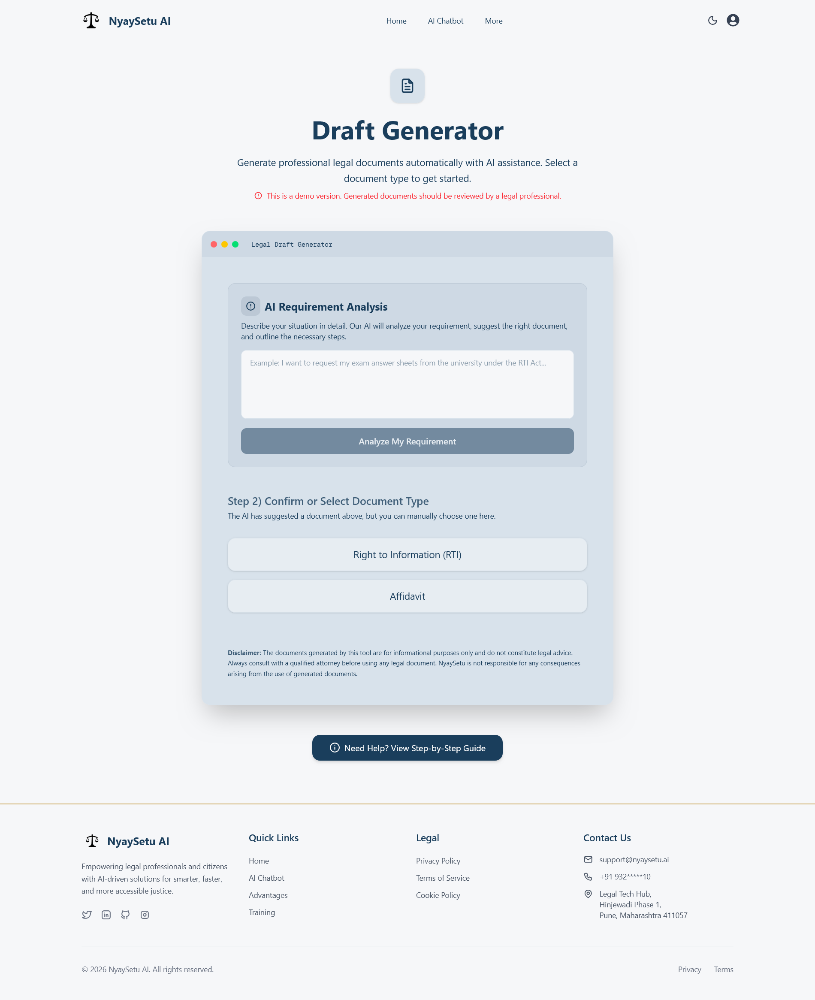 NyaySetu AI
Home
AI Chatbot
More
Draft Generator
Generate professional legal documents automatically with AI assistance. Select a
document type to get started.
This is a demo version. Generated documents should be reviewed by a legal professional.
Legal Draft Generator
AI Requirement Analysis
Describe your situation in detail. Our AI will analyze your requirement, suggest the right document,
and outline the necessary steps.
Example: I want to request my exam answer sheets from the university under the RTI Act...
Analyze My Requirement
Step 2) Confirm or Select Document Type
The AI has suggested a document above, but you can manually choose one here.
Right to Information (RTI)
Affidavit
Disclaimer: The documents generated by this tool are for informational purposes only and do not constitute legal advice.
Always consult with a qualified attorney before using any legal document. NyaySetu is not responsible for any consequences
arising from the use of generated documents.
Need Help? View Step-by-Step Guide
NyaySetu AI
Empowering legal professionals and citizens
with AI-driven solutions for smarter, faster,
and more accessible justice.
Quick Links
Home
AI Chatbot
Advantages
Training
Legal
Privacy Policy
Terms of Service
Cookie Policy
Contact Us
support@nyaysetu.ai
+91 932*****10
Legal Tech Hub,
Hinjewadi Phase 1,
Pune, Maharashtra 411057
© 2026 NyaySetu AI. All rights reserved.
Privacy
Terms